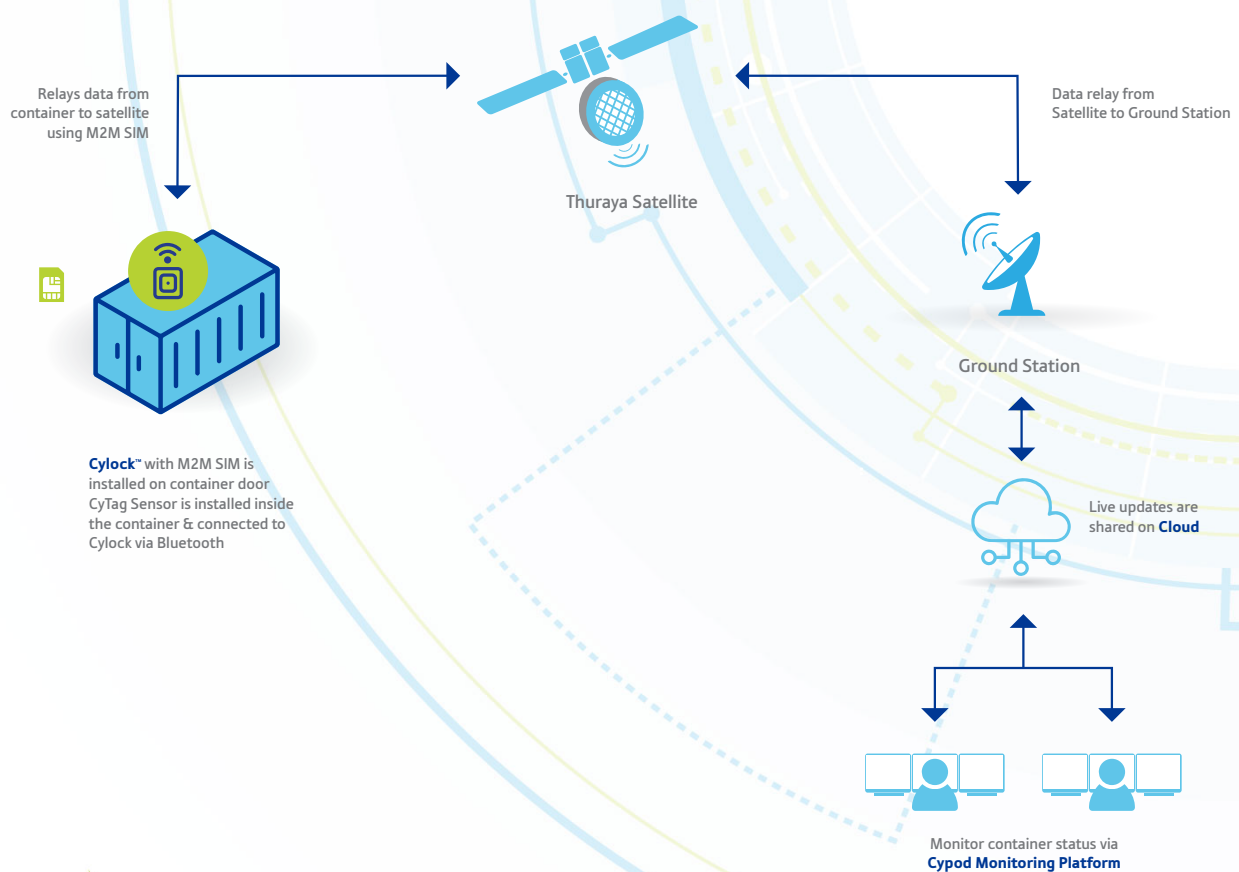 Relays data from
container to satellite
using M2M SIM
Data relay from
Satellite to Ground Station
Thuraya Satellite
Ground Station
Cylock™ with M2M SIM is
installed on container door
CyTag Sensor is installed inside
the container & connected to
Cylock via Bluetooth
Live updates are
shared on Cloud
Monitor container status via
Cypod Monitoring Platform